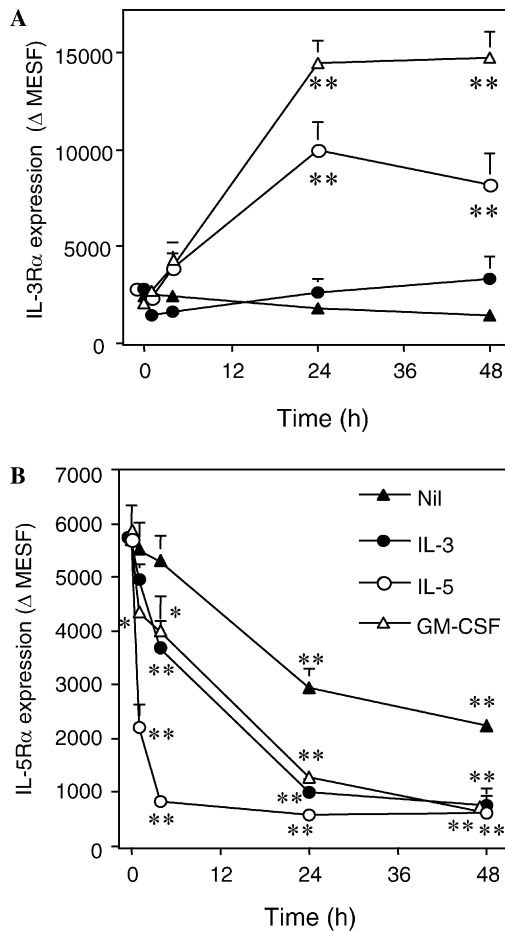 A
IL-3Rα expression (Δ MESF)
15000
10000
5000
0
** **
**
**
0 12 24 36 48
Time (h)
B
IL-5Rα expression (Δ MESF)
7000
6000
5000
4000
3000
2000
1000
0
Nil
IL-3
IL-5
GM-CSF
* *
**
**
**
**
**
**
**
**
**
** **
0 12 24 36 48
Time (h)